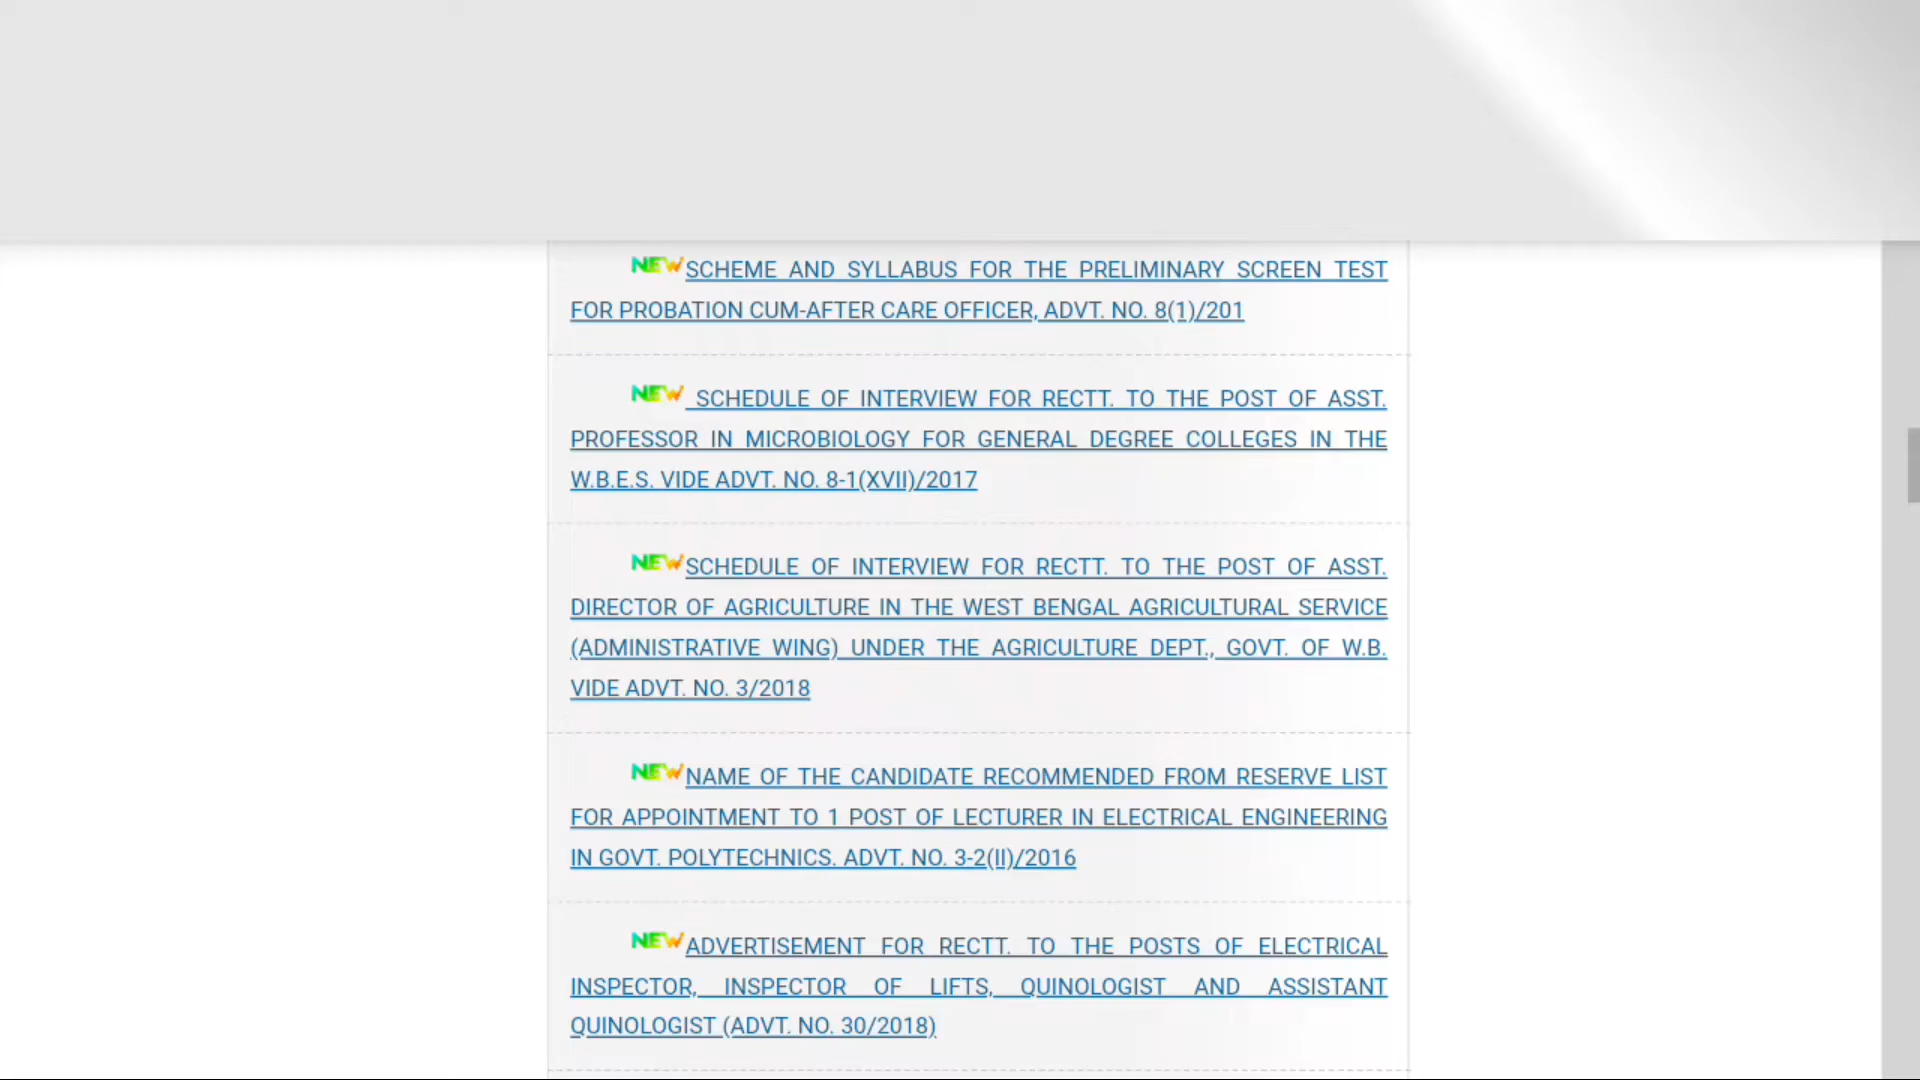 NEW SCHEME AND SYLLABUS FOR THE PRELIMINARY SCREEN TEST
FOR PROBATION CUM-AFTER CARE OFFICER, ADVT. NO. 8(1)/201
NEW SCHEDULE OF INTERVIEW FOR RECTT. TO THE POST OF ASST.
PROFESSOR IN MICROBIOLOGY FOR GENERAL DEGREE COLLEGES IN THE
W.B.E.S. VIDE ADVT. NO. 8-1(XVII)/2017
NEW SCHEDULE OF INTERVIEW FOR RECTT. TO THE POST OF ASST.
DIRECTOR OF AGRICULTURE IN THE WEST BENGAL AGRICULTURAL SERVICE
(ADMINISTRATIVE WING) UNDER THE AGRICULTURE DEPT., GOVT. OF W.B.
VIDE ADVT. NO. 3/2018
NEW NAME OF THE CANDIDATE RECOMMENDED FROM RESERVE LIST
FOR APPOINTMENT TO 1 POST OF LECTURER IN ELECTRICAL ENGINEERING
IN GOVT. POLYTECHNICS. ADVT. NO. 3-2(II)/2016
NEW ADVERTISEMENT FOR RECTT. TO THE POSTS OF ELECTRICAL
INSPECTOR, INSPECTOR OF LIFTS, QUINOLOGIST AND ASSISTANT
QUINOLOGIST (ADVT. NO. 30/2018)